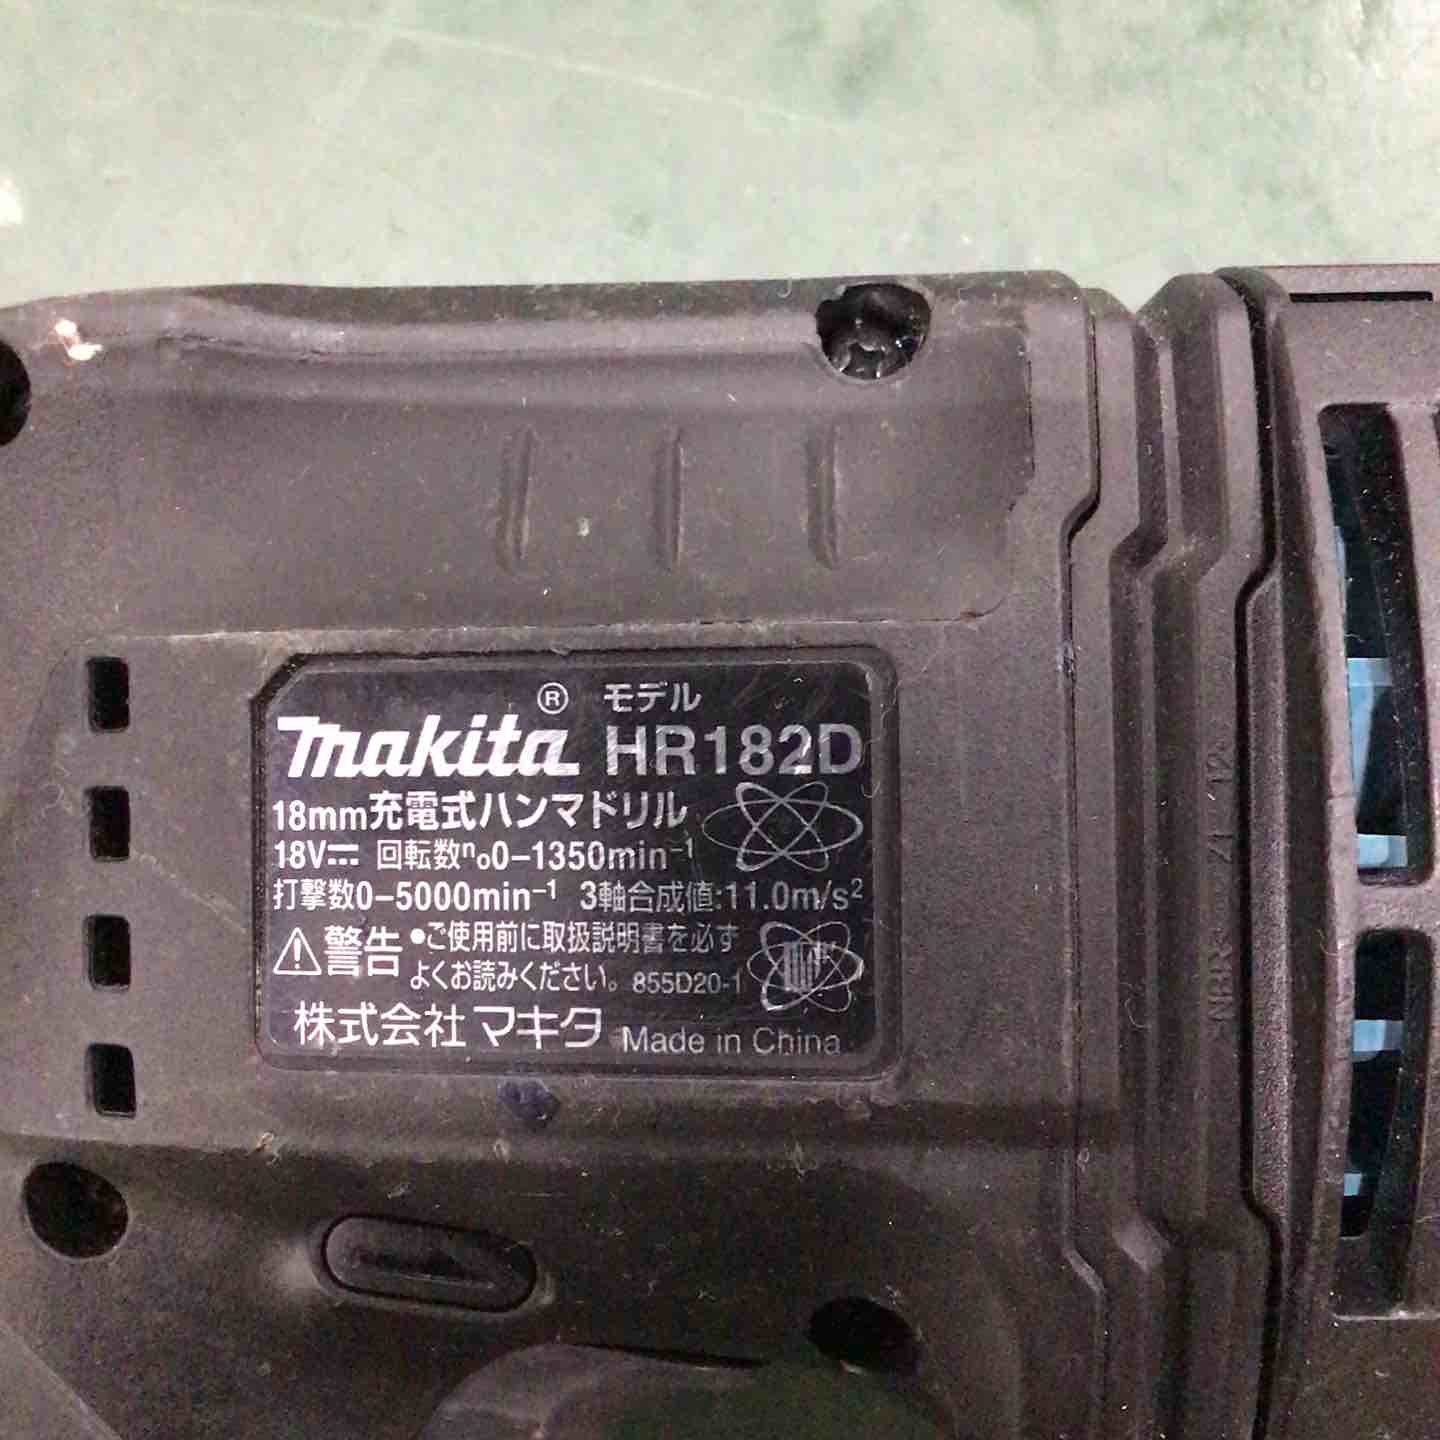 makita® モデル HR182D
18mm充電式ハンマドリル
18V⎓ 回転数n₀0-1350min⁻¹
打撃数0-5000min⁻¹ 3軸合成値:11.0m/s²
⚠警告 ●ご使用前に取扱説明書を必ず
よくお読みください。 855D20-1
株式会社マキタ Made in China